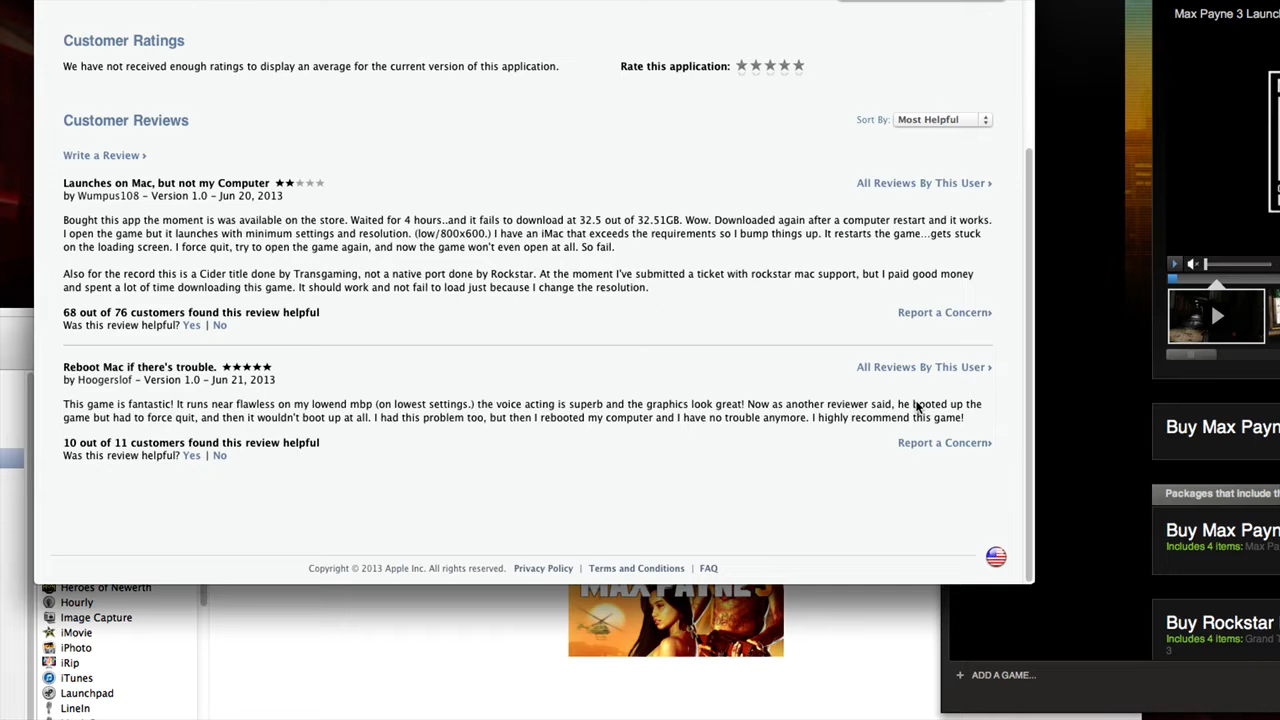 Max Payne 3 Launch
Customer Ratings
We have not received enough ratings to display an average for the current version of this application.
Rate this application:
Customer Reviews
Sort By: Most Helpful
Write a Review ›
Launches on Mac, but not my Computer ★★★★★
All Reviews By This User ›
by Wumpus108 – Version 1.0 – Jun 20, 2013
Bought this app the moment is was available on the store. Waited for 4 hours..and it fails to download at 32.5 out of 32.51GB. Wow. Downloaded again after a computer restart and it works.
I open the game but it launches with minimum settings and resolution. (low/800x600.) I have an iMac that exceeds the requirements so I bump things up. It restarts the game...gets stuck
on the loading screen. I force quit, try to open the game again, and now the game won't even open at all. So fail.
Also for the record this is a Cider title done by Transgaming, not a native port done by Rockstar. At the moment I've submitted a ticket with rockstar mac support, but I paid good money
and spent a lot of time downloading this game. It should work and not fail to load just because I change the resolution.
68 out of 76 customers found this review helpful
Report a Concern›
Was this review helpful? Yes | No
Reboot Mac if there's trouble. ★★★★★
All Reviews By This User ›
by Hoogerslof – Version 1.0 – Jun 21, 2013
This game is fantastic! It runs near flawless on my lowend mbp (on lowest settings.) the voice acting is superb and the graphics look great! Now as another reviewer said, he booted up the
game but had to force quit, and then it wouldn't boot up at all. I had this problem too, but then I rebooted my computer and I have no trouble anymore. I highly recommend this game!
10 out of 11 customers found this review helpful
Report a Concern›
Was this review helpful? Yes | No
Copyright © 2013 Apple Inc. All rights reserved. Privacy Policy | Terms and Conditions | FAQ
Buy Max Payn
Packages that include th
Buy Max Payn
Includes 4 items: Max Pa
Buy Rockstar
Includes 4 items: Grand T
3
+ ADD A GAME...
Heroes of Newerth
Hourly
Image Capture
iMovie
iPhoto
iRip
iTunes
Launchpad
LineIn
MAX PAYNE 3